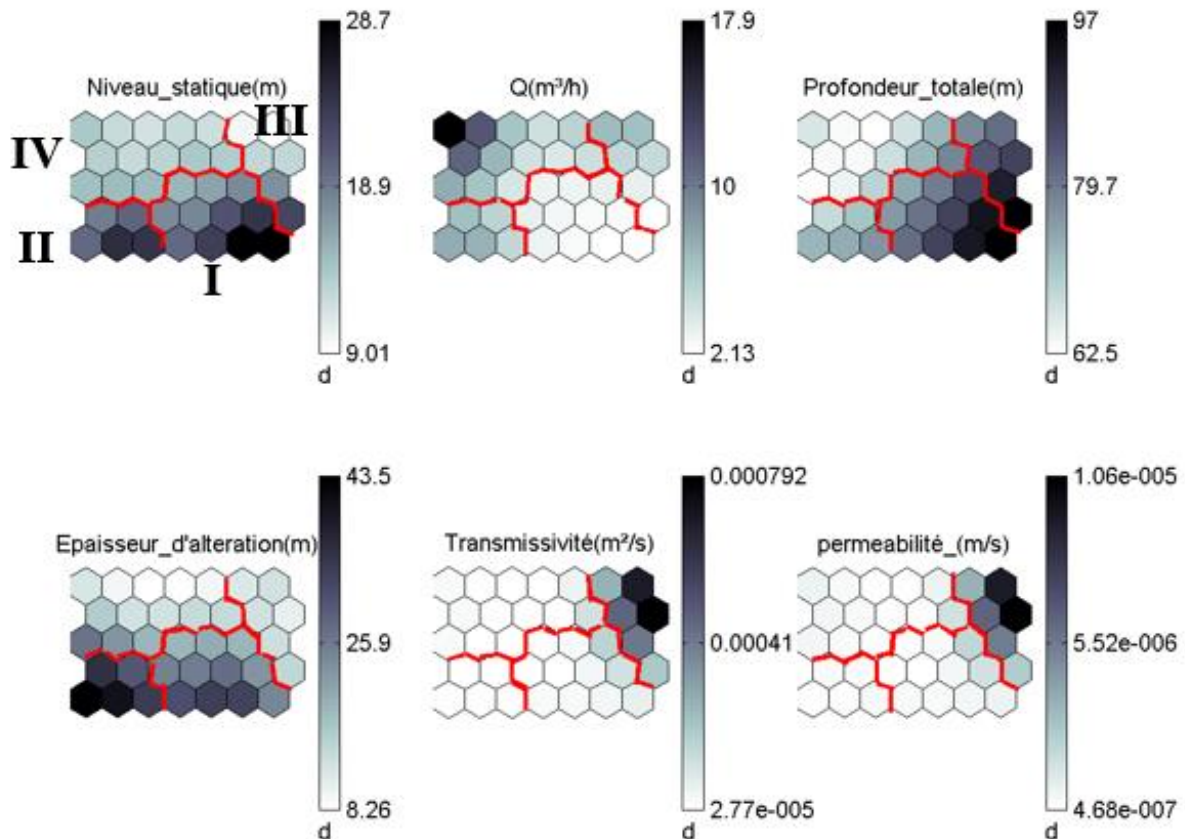 28.7
17.9
97
Niveau_statique(m)
Q(m³/h)
Profondeur_totale(m)
III
IV
18.9
10
79.7
II
I
9.01
2.13
62.5
d
d
d
43.5
0.000792
1.06e-005
Epaisseur_d'alteration(m)
Transmissivité(m²/s)
permeabilité_(m/s)
25.9
0.00041
5.52e-006
8.26
2.77e-005
4.68e-007
d
d
d